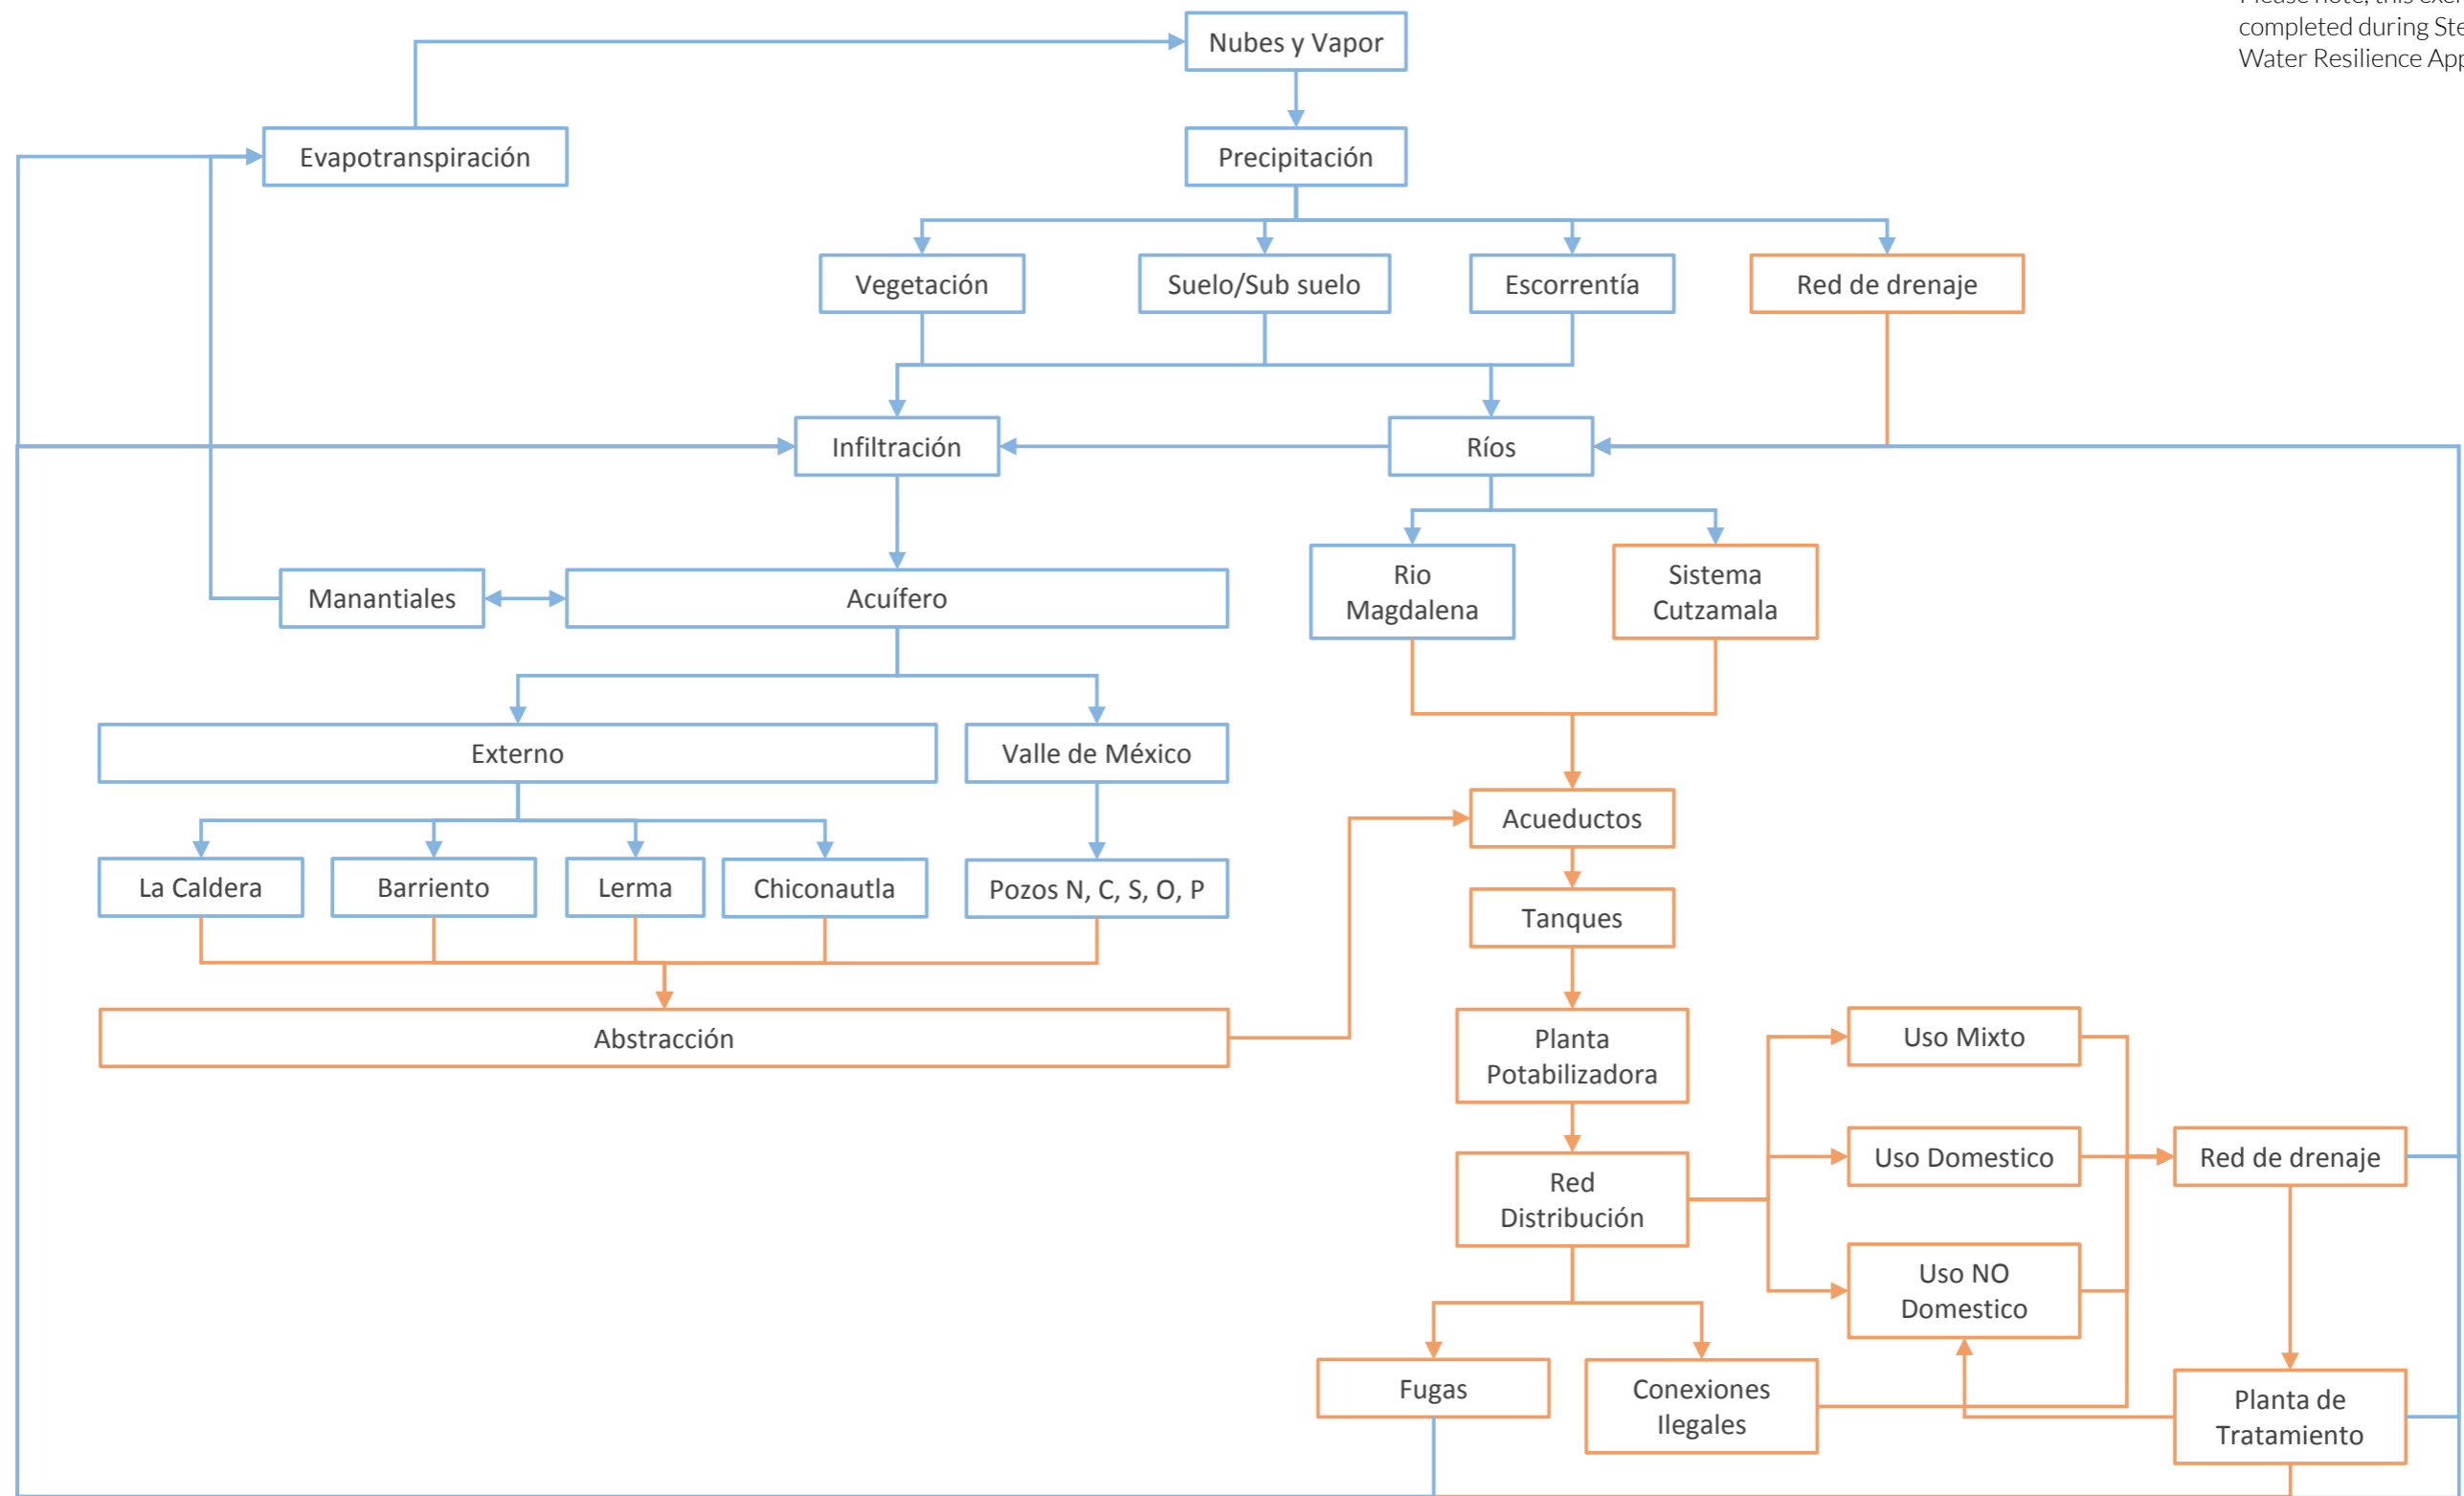 completed during
Water Resilience
Nubes y Vapor
Evapotranspiración
Precipitación
Vegetación
Suelo/Sub suelo
Escorrentía
Red de drenaje
Infiltración
Ríos
Manantiales
Acuífero
Rio
Magdalena
Sistema
Cutzamala
Externo
Valle de México
Acueductos
La Caldera
Barriento
Lerma
Chiconautla
Pozos N, C, S, O, P
Tanques
Abstracción
Planta
Potabilizadora
Uso Mixto
Red
Distribución
Uso Domestico
Red de drenaje
Uso NO
Domestico
Fugas
Conexiones
Ilegales
Planta de
Tratamiento